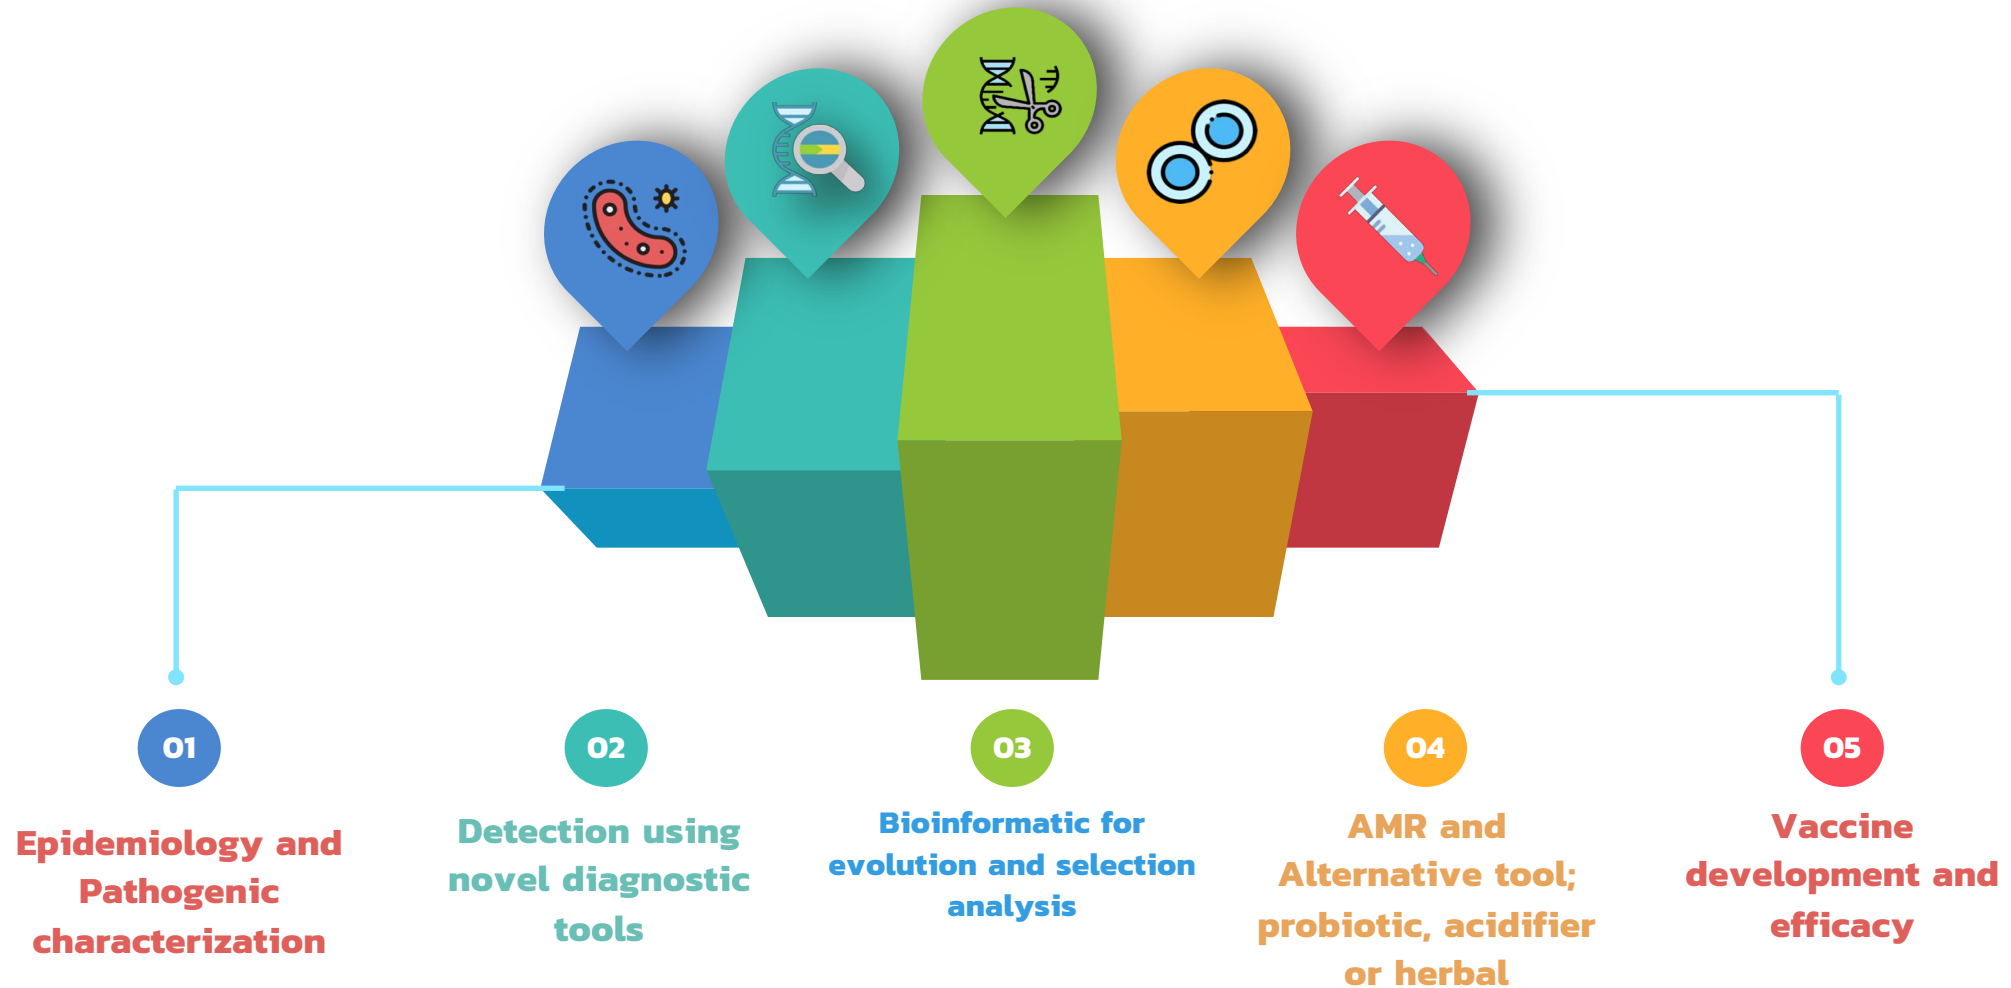 01
Epidemiology and
Pathogenic
characterization
02
Detection using
novel diagnostic
tools
03
Bioinformatic for
evolution and selection
analysis
04
AMR and
Alternative tool;
probiotic, acidifier
or herbal
05
Vaccine
development and
efficacy